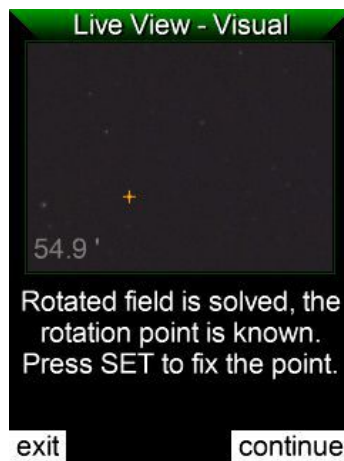 Live View - Visual
54.9 '
Rotated field is solved, the
rotation point is known.
Press SET to fix the point.
exit
continue